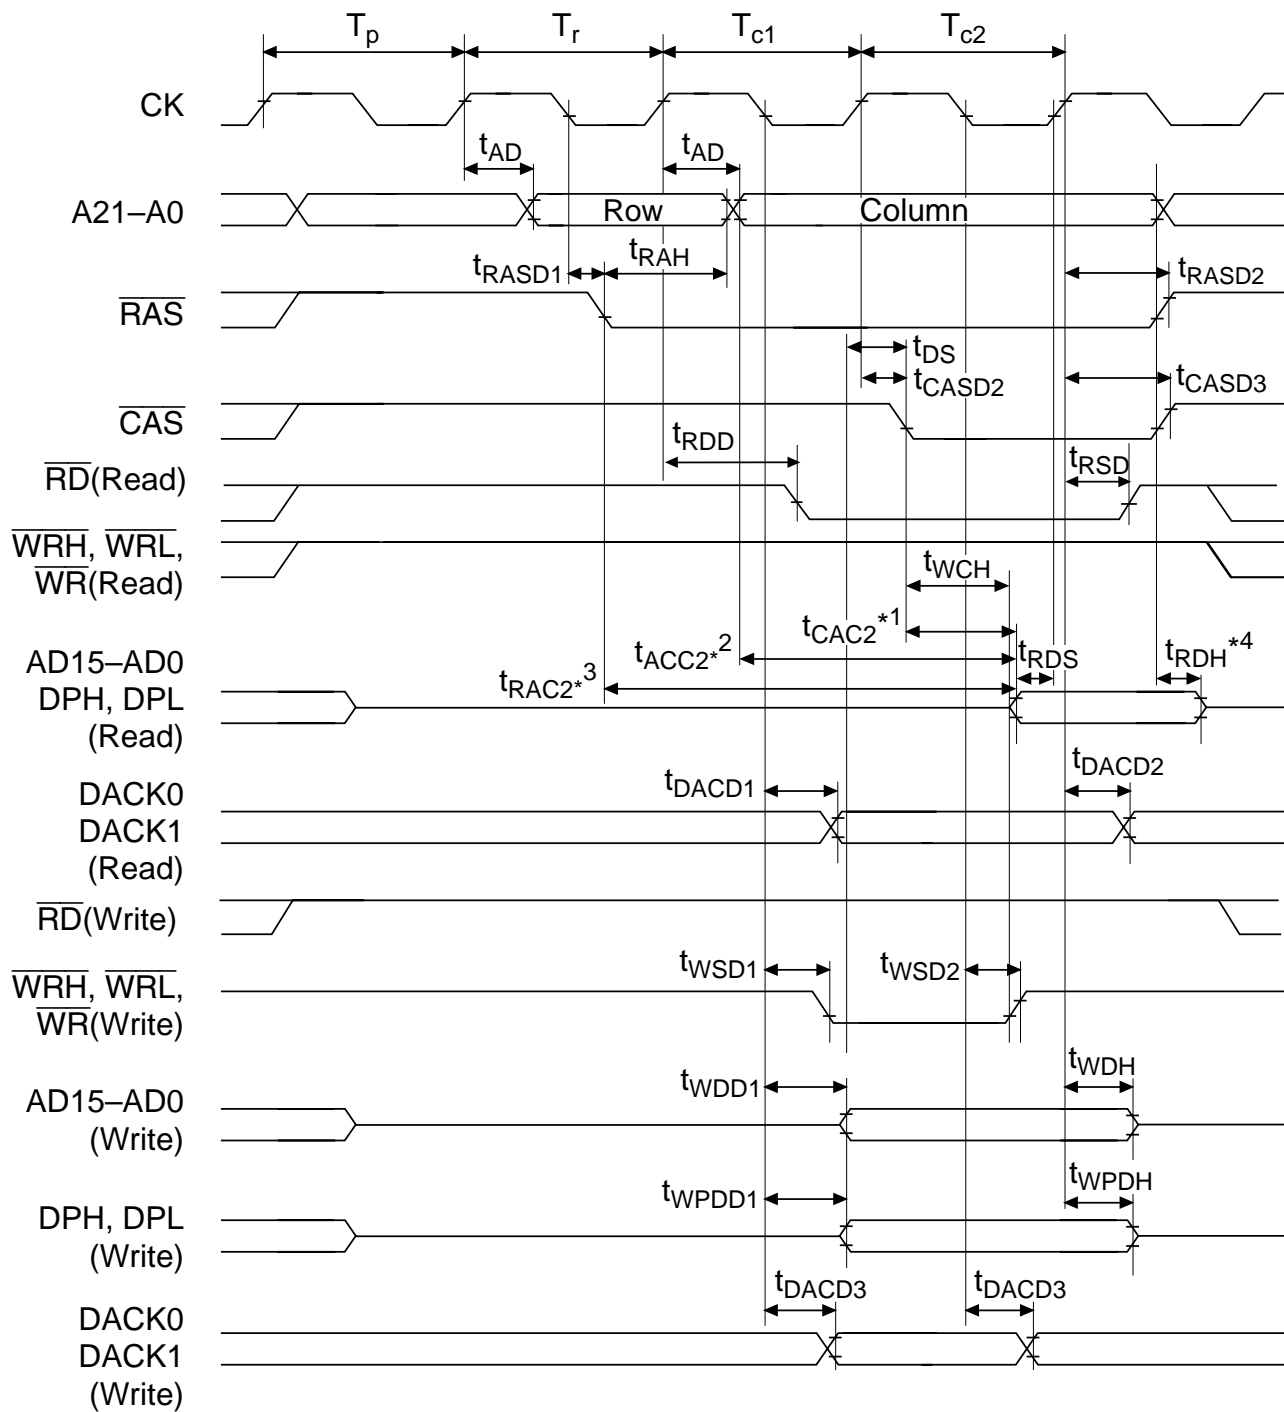 Tp Tr Tc1 Tc2
CK
tAD tAD
A21–A0 Row Column
tRASD1 tRAH tRASD2
RAS
tDS
tCASD2 tCASD3
CAS
tRDD tRSD
RD(Read)
WRH, WRL,
WR(Read)
tWCH
tCAC2*1
tACC2*2 tRDS tRDH*4
tRAC2*3
AD15–AD0
DPH, DPL
(Read)
tDACD1 tDACD2
DACK0
DACK1
(Read)
RD(Write)
tWSD1 tWSD2
WRH, WRL,
WR(Write)
tWDD1 tWDH
AD15–AD0
(Write)
tWPDD1 tWPDH
DPH, DPL
(Write)
tDACD3 tDACD3
DACK0
DACK1
(Write)